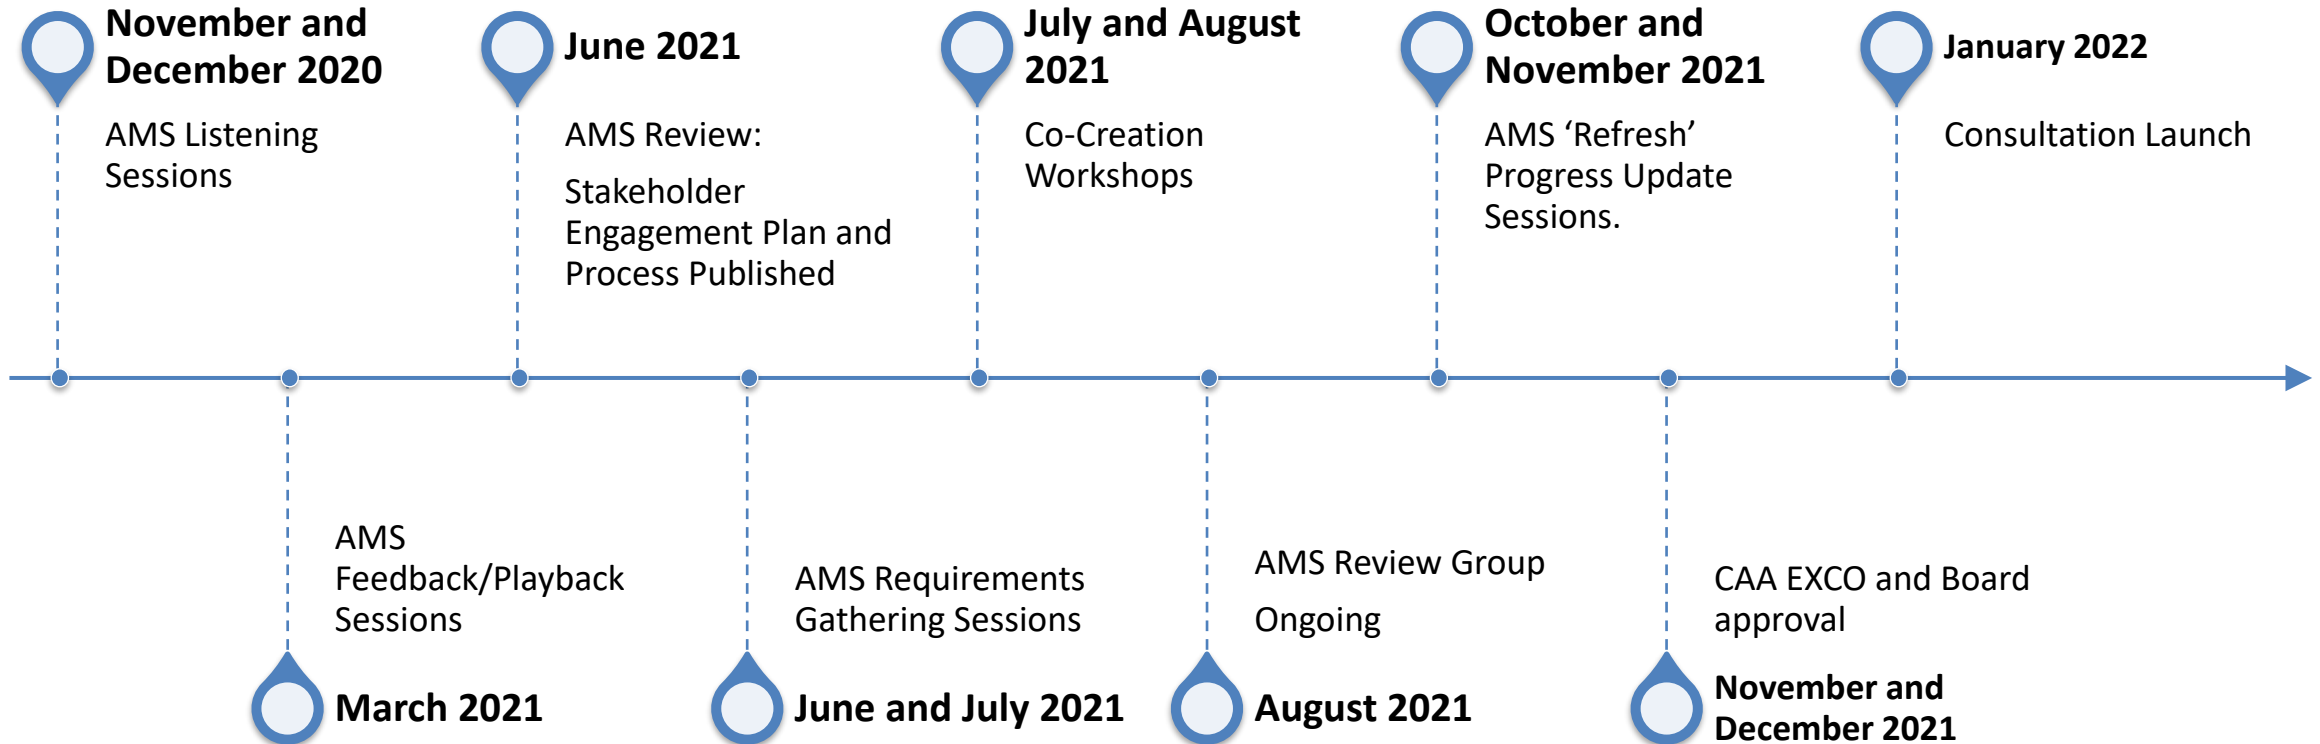 November and
December 2020
AMS Listening
Sessions
June 2021
AMS Review:
Stakeholder
Engagement Plan and
Process Published
July and August
2021
Co-Creation
Workshops
October and
November 2021
AMS ‘Refresh’
Progress Update
Sessions.
January 2022
Consultation Launch
AMS
Feedback/Playback
Sessions
March 2021
AMS Requirements
Gathering Sessions
June and July 2021
AMS Review Group
Ongoing
August 2021
CAA EXCO and Board
approval
November and
December 2021